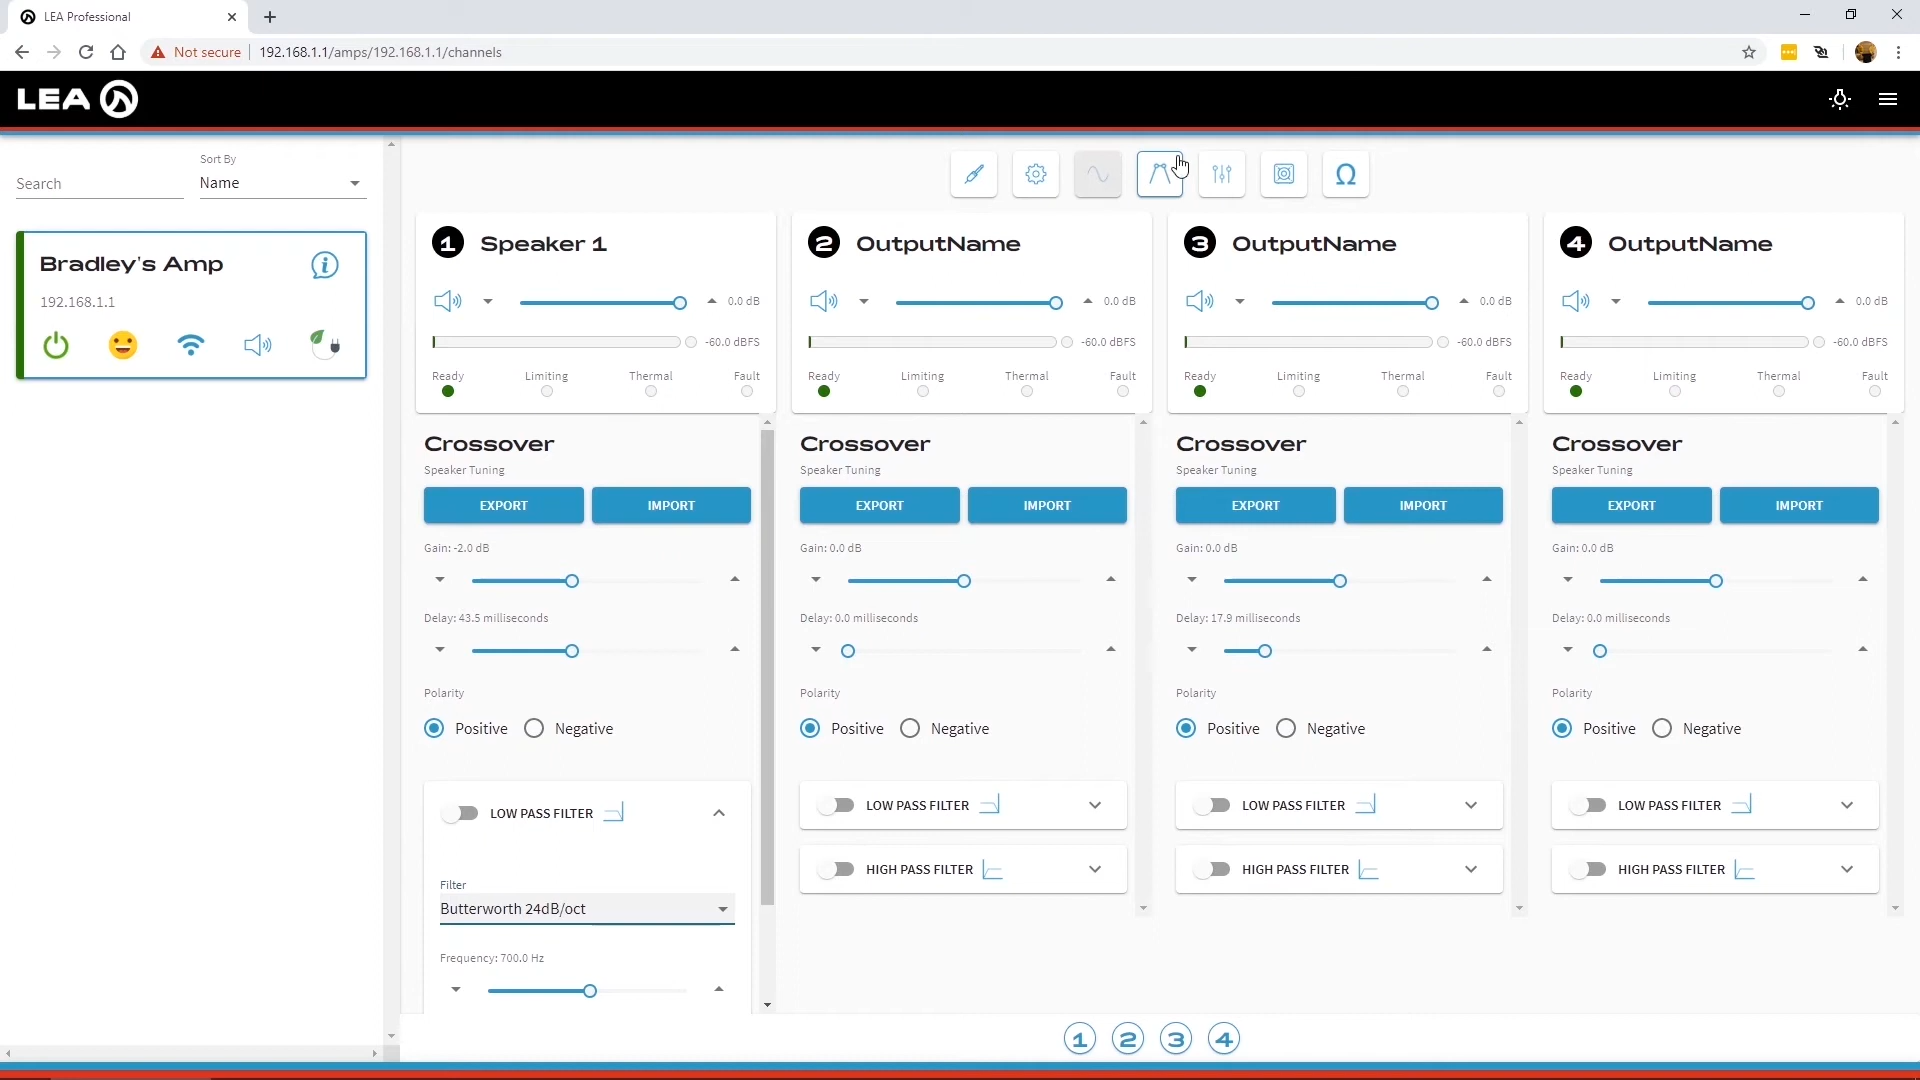 LEA Professional
Not secure
192.168.1.1/amps/192.168.1.1/channels
LEA
Search
Sort By
Name
Bradley's Amp
192.168.1.1
1 Speaker 1
0.0 dB
-60.0 dBFS
Ready Limiting Thermal Fault
2 OutputName
0.0 dB
-60.0 dBFS
Ready Limiting Thermal Fault
3 OutputName
0.0 dB
-60.0 dBFS
Ready Limiting Thermal Fault
4 OutputName
0.0 dB
-60.0 dBFS
Ready Limiting Thermal Fault
Crossover
Speaker Tuning
EXPORT IMPORT
Gain: -2.0 dB
Delay: 43.5 milliseconds
Polarity
Positive Negative
LOW PASS FILTER
Filter
Butterworth 24dB/oct
Frequency: 700.0 Hz
Crossover
Speaker Tuning
EXPORT IMPORT
Gain: 0.0 dB
Delay: 0.0 milliseconds
Polarity
Positive Negative
LOW PASS FILTER
HIGH PASS FILTER
Crossover
Speaker Tuning
EXPORT IMPORT
Gain: 0.0 dB
Delay: 17.9 milliseconds
Polarity
Positive Negative
LOW PASS FILTER
HIGH PASS FILTER
Crossover
Speaker Tuning
EXPORT IMPORT
Gain: 0.0 dB
Delay: 0.0 milliseconds
Polarity
Positive Negative
LOW PASS FILTER
HIGH PASS FILTER
1 2 3 4